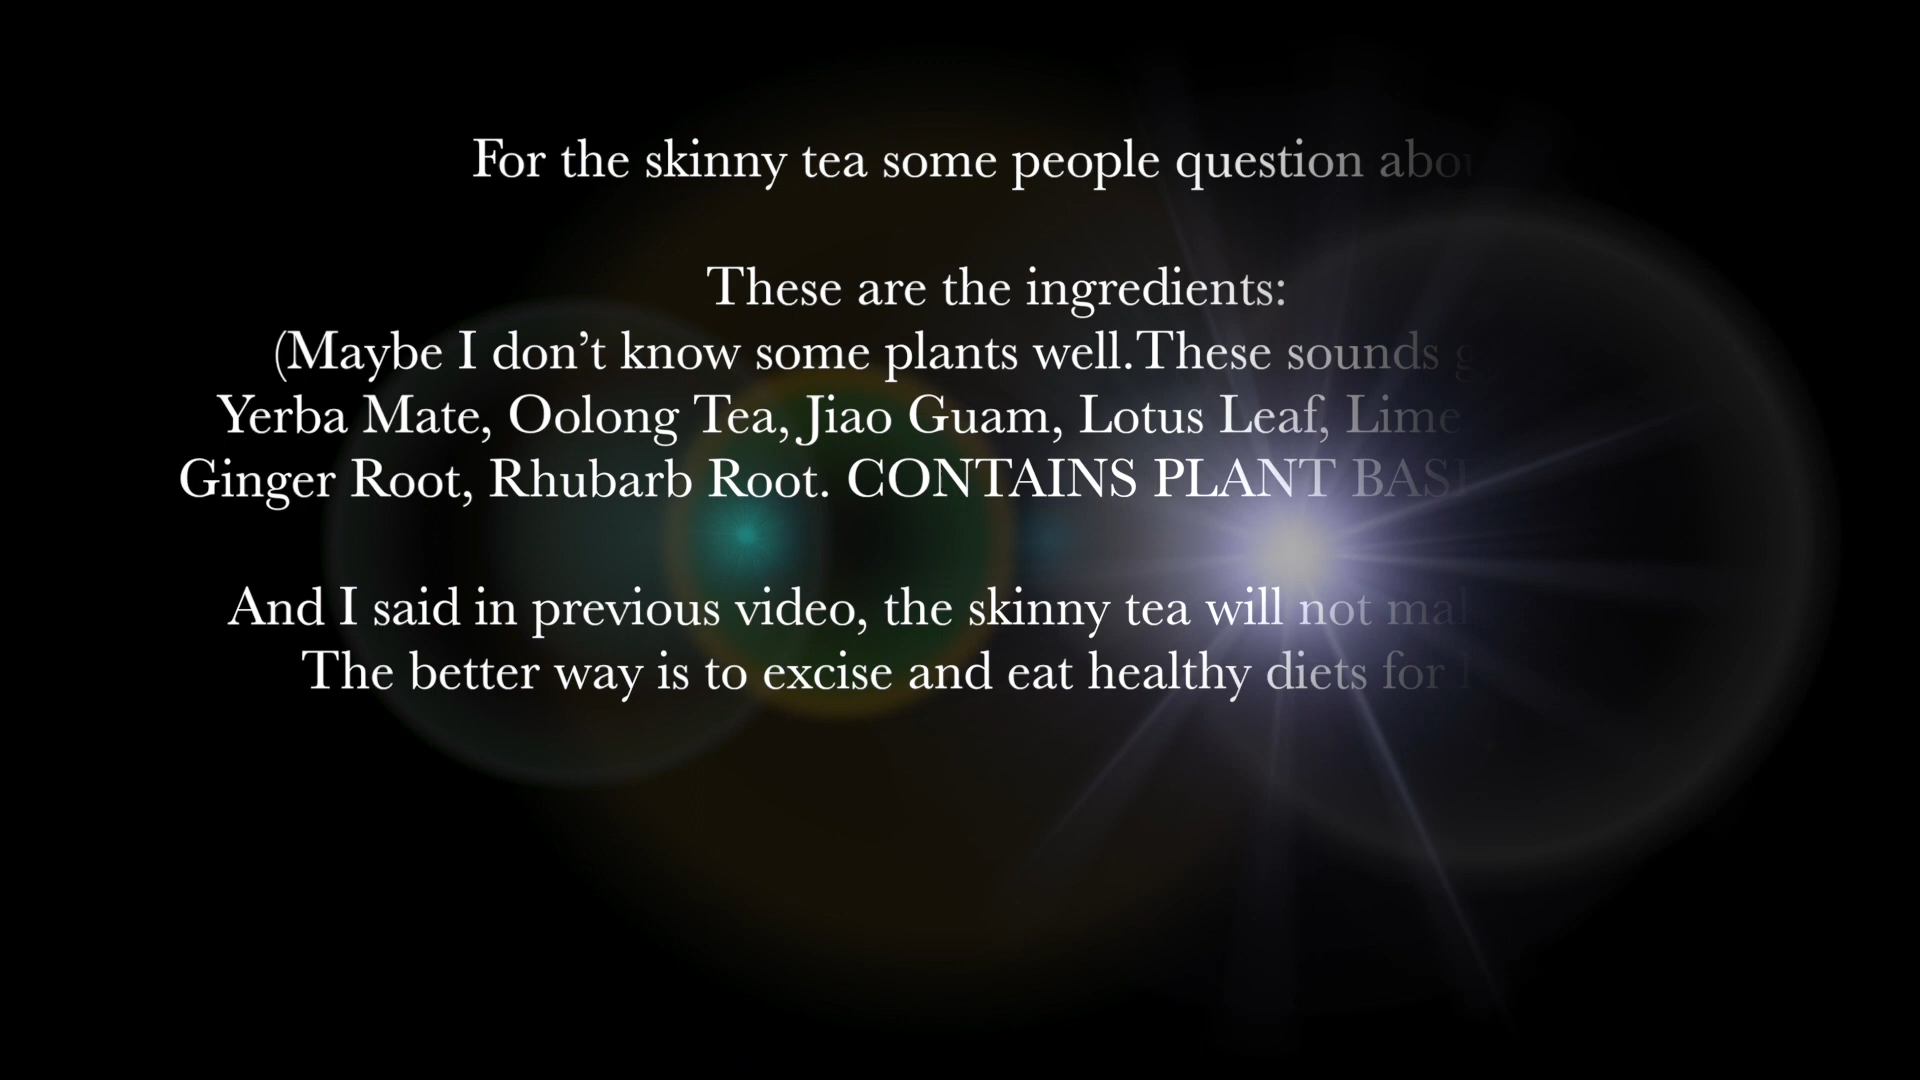 For the skinny tea some people question
These are the ingredients:
(Maybe I don’t know some plants well.These sounds
Yerba Mate, Oolong Tea, Jiao Guam, Lotus Leaf, Lime
Ginger Root, Rhubarb Root. CONTAINS PLANT
And I said in previous video, the skinny tea will not
The better way is to excise and eat healthy diets for